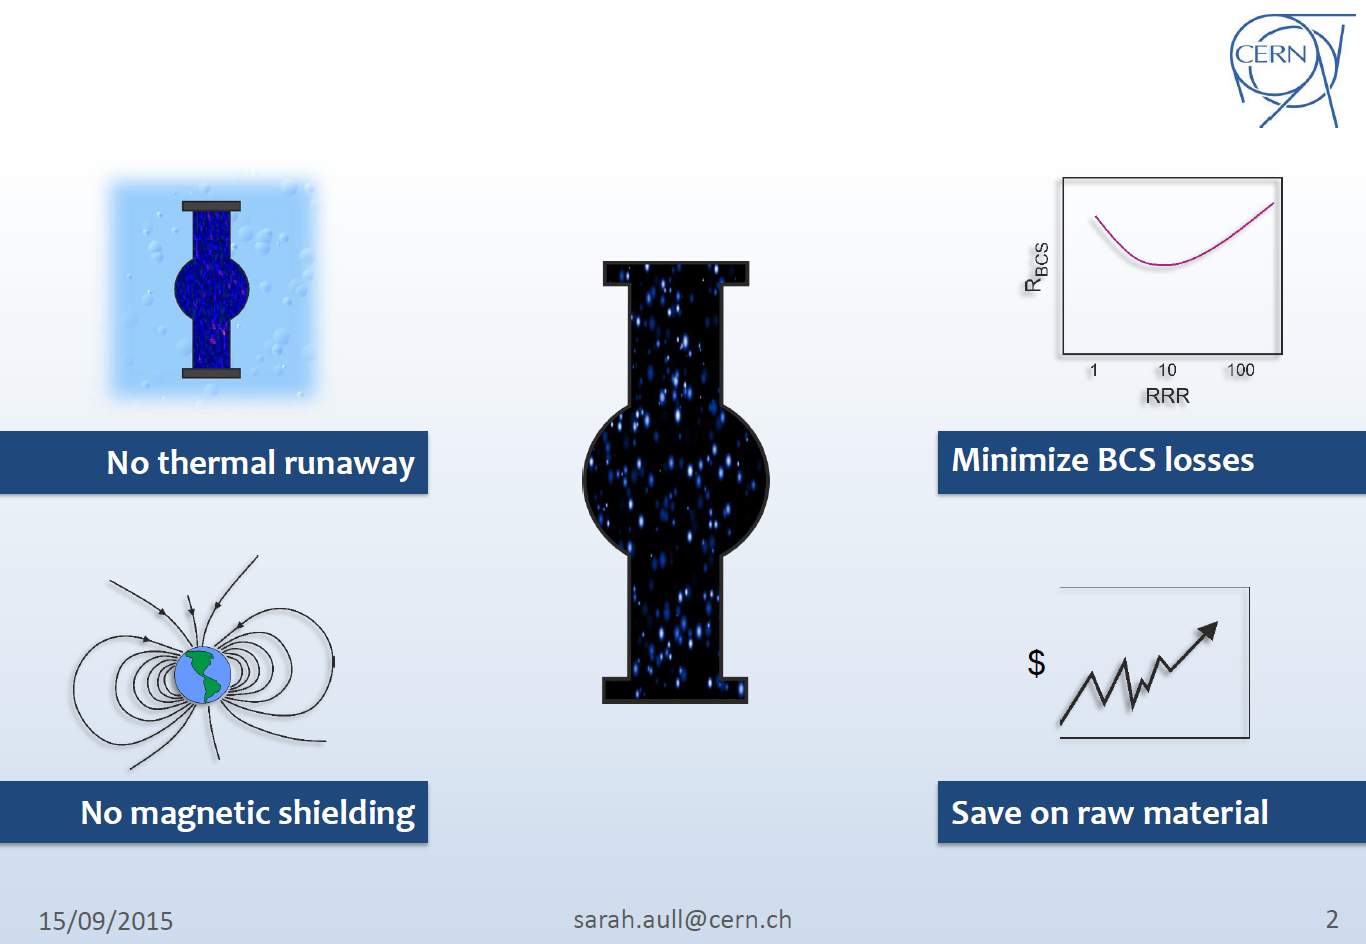 CERN
No thermal runaway
R_BCS
1 10 100
RRR
Minimize BCS losses
No magnetic shielding
$
Save on raw material
15/09/2015
sarah.aull@cern.ch
2